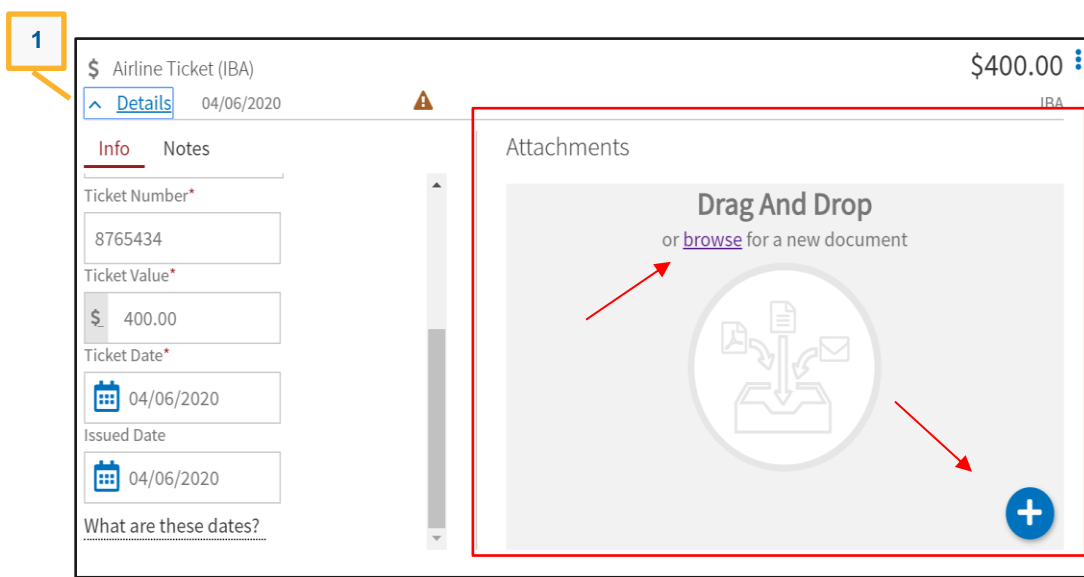 1
$ Airline Ticket (IBA)
$400.00
Details 04/06/2020
IBA
Info Notes
Attachments
Ticket Number*
8765434
Ticket Value*
$ 400.00
Ticket Date*
04/06/2020
Issued Date
04/06/2020
What are these dates?
Drag And Drop
or browse for a new document